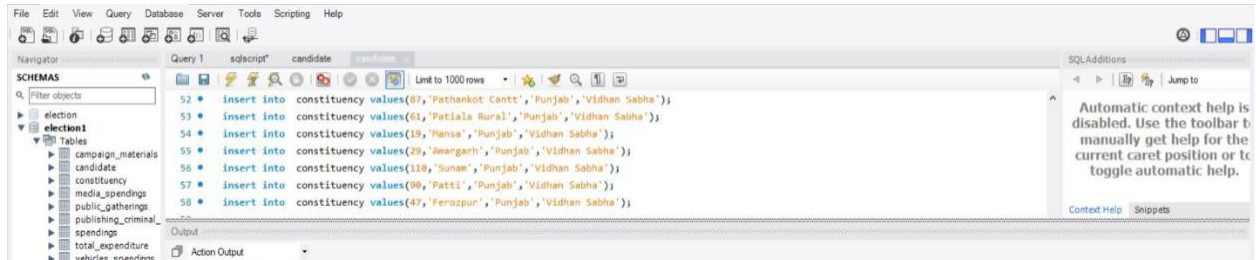 File Edit View Query Database Server Tools Scripting Help
Navigator
SCHEMAS
Filter objects
election
election1
Tables
campaign_materials
candidate
constituency
media_spendings
public_gatherings
publishing_criminal_
spendings
total_expenditure
vehicles_spendings
Query 1 sqlscript* candidate candidate
Limit to 1000 rows
52 insert into constituency values(87,'Pathankot Cantt','Punjab','Vidhan Sabha');
53 insert into constituency values(61,'Patiala Rural','Punjab','Vidhan Sabha');
54 insert into constituency values(19,'Mansa','Punjab','Vidhan Sabha');
55 insert into constituency values(29,'Amargarh','Punjab','Vidhan Sabha');
56 insert into constituency values(110,'Sunam','Punjab','Vidhan Sabha');
57 insert into constituency values(90,'Patti','Punjab','Vidhan Sabha');
58 insert into constituency values(47,'Ferozpur','Punjab','Vidhan Sabha');
Output
Action Output
SQLAdditions
Jump to
Automatic context help is
disabled. Use the toolbar to
manually get help for the
current caret position or to
toggle automatic help.
Context Help Snippets